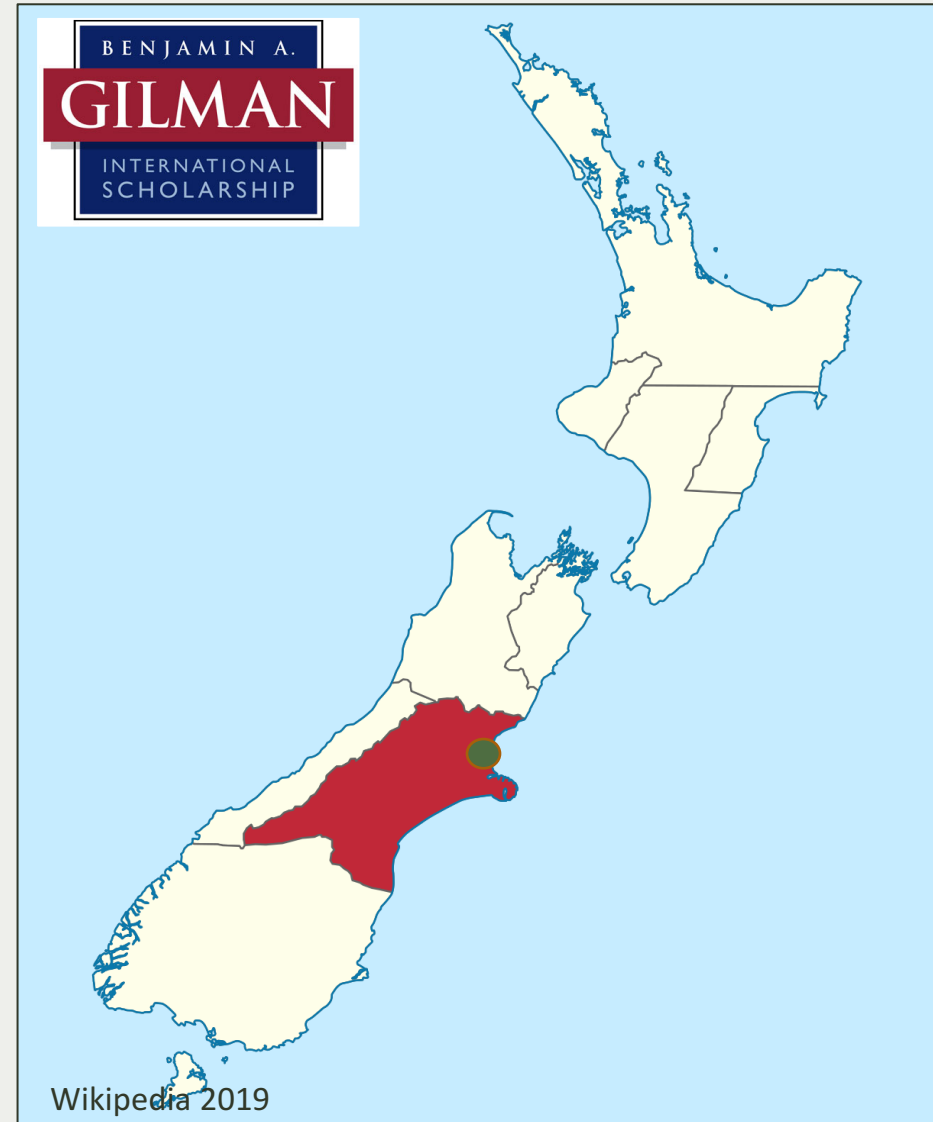 BENJAMIN A.
GILMAN
INTERNATIONAL
SCHOLARSHIP
Wikipedia 2019